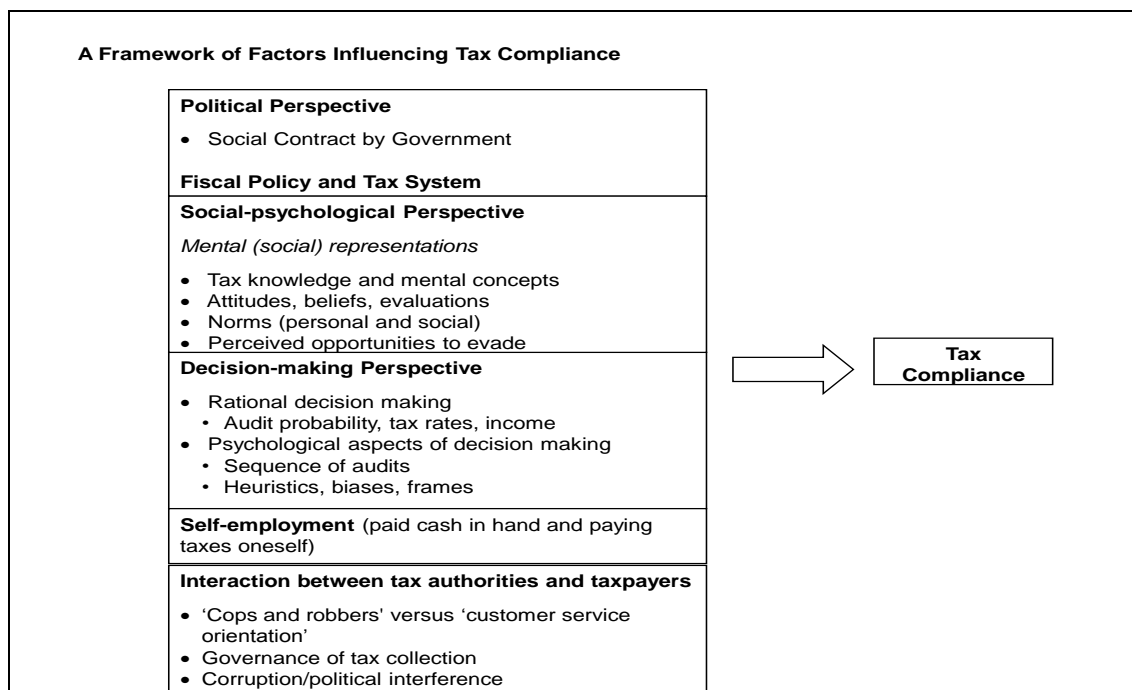 A Framework of Factors Influencing Tax Compliance
Political Perspective
• Social Contract by Government
Fiscal Policy and Tax System
Social-psychological Perspective
Mental (social) representations
• Tax knowledge and mental concepts
• Attitudes, beliefs, evaluations
• Norms (personal and social)
• Perceived opportunities to evade
Decision-making Perspective
• Rational decision making
• Audit probability, tax rates, income
• Psychological aspects of decision making
• Sequence of audits
• Heuristics, biases, frames
Self-employment (paid cash in hand and paying
taxes oneself)
Interaction between tax authorities and taxpayers
• ‘Cops and robbers' versus ‘customer service
orientation’
• Governance of tax collection
• Corruption/political interference
Tax
Compliance